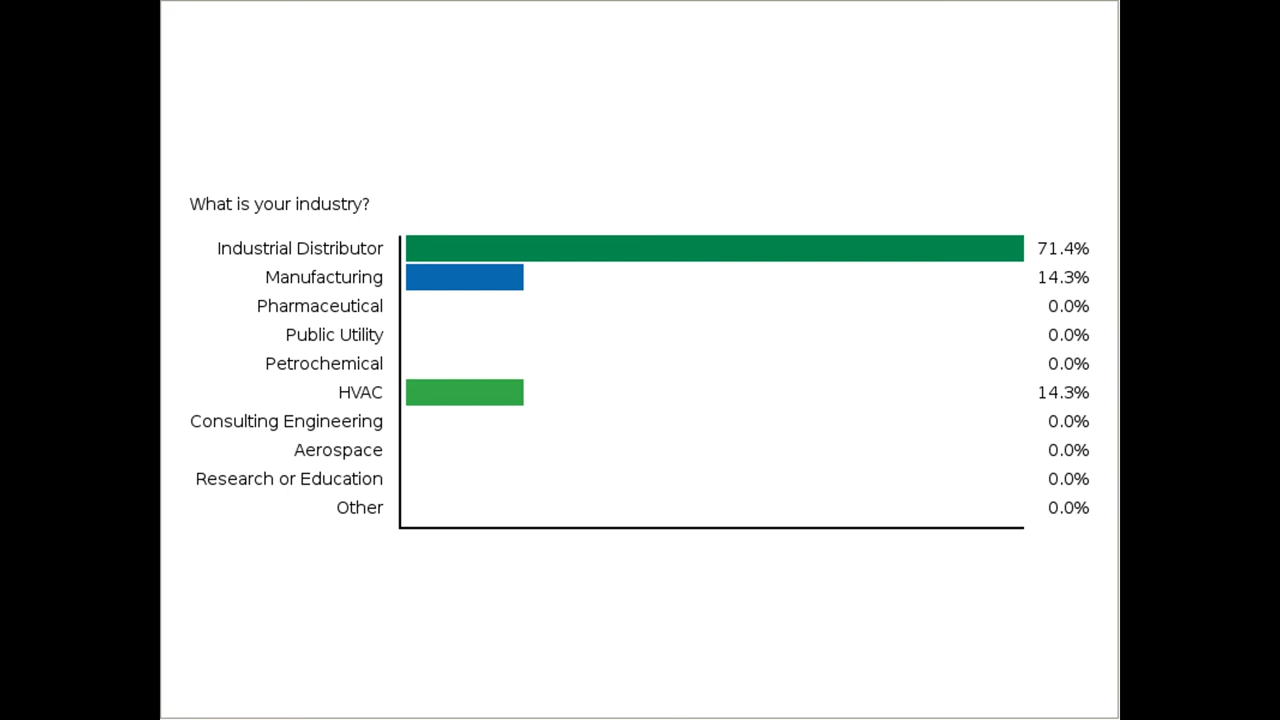 What is your industry?
Industrial Distributor 71.4%
Manufacturing 14.3%
Pharmaceutical 0.0%
Public Utility 0.0%
Petrochemical 0.0%
HVAC 14.3%
Consulting Engineering 0.0%
Aerospace 0.0%
Research or Education 0.0%
Other 0.0%